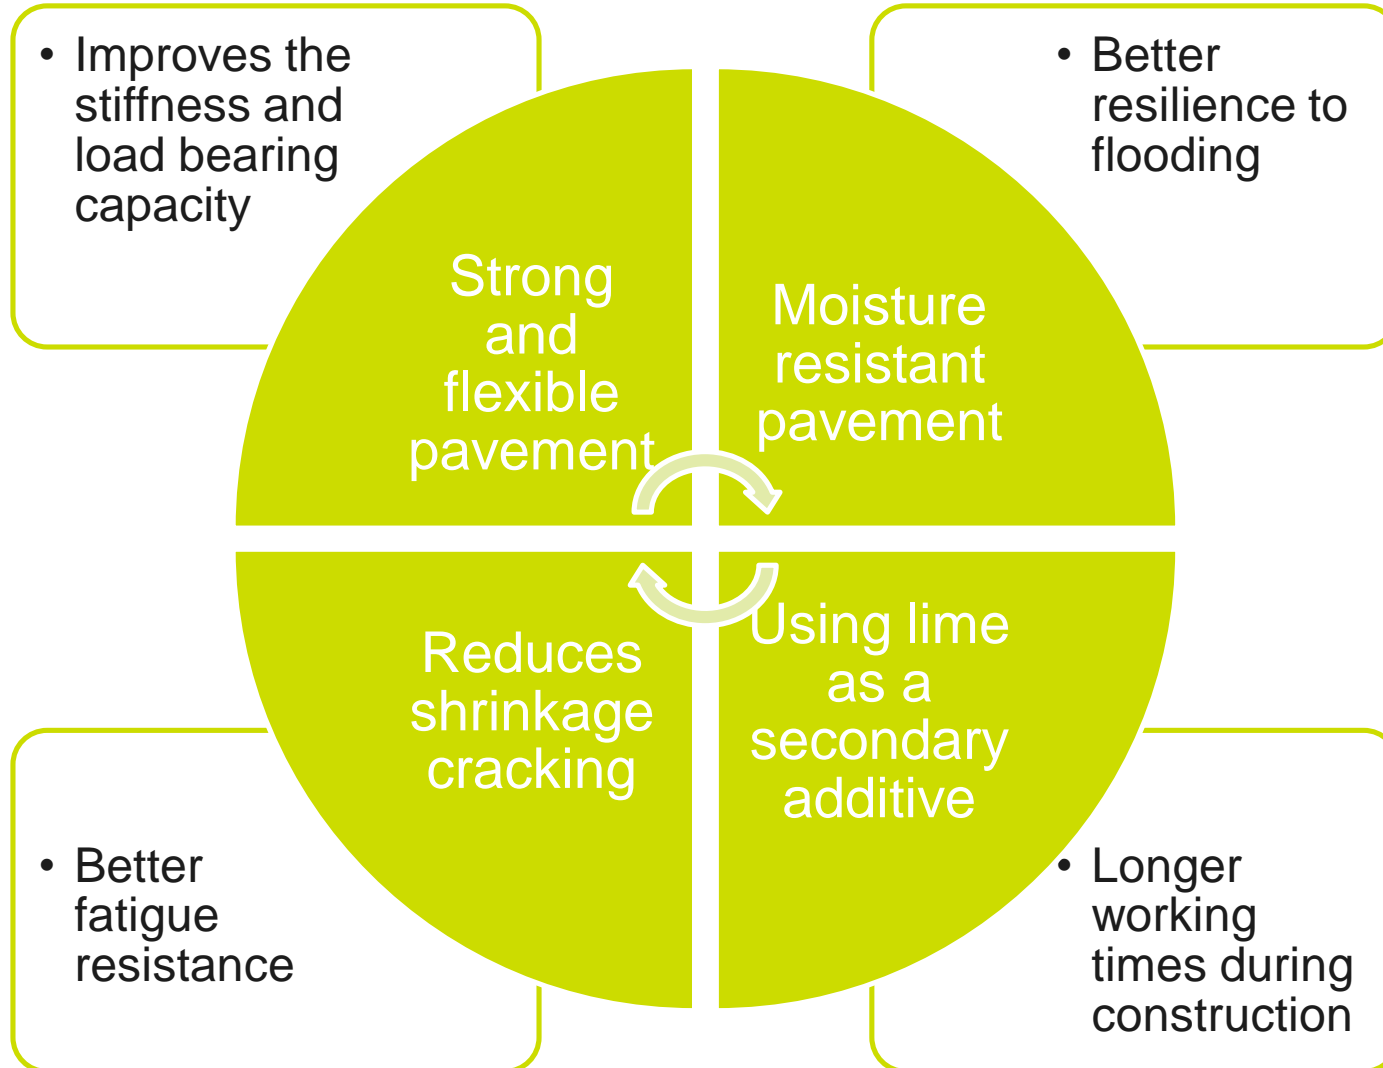 • Improves the
stiffness and
load bearing
capacity
• Better
resilience to
flooding
Strong
and
flexible
pavement
Moisture
resistant
pavement
Reduces
shrinkage
cracking
Using lime
as a
secondary
additive
• Better
fatigue
resistance
• Longer
working
times during
construction